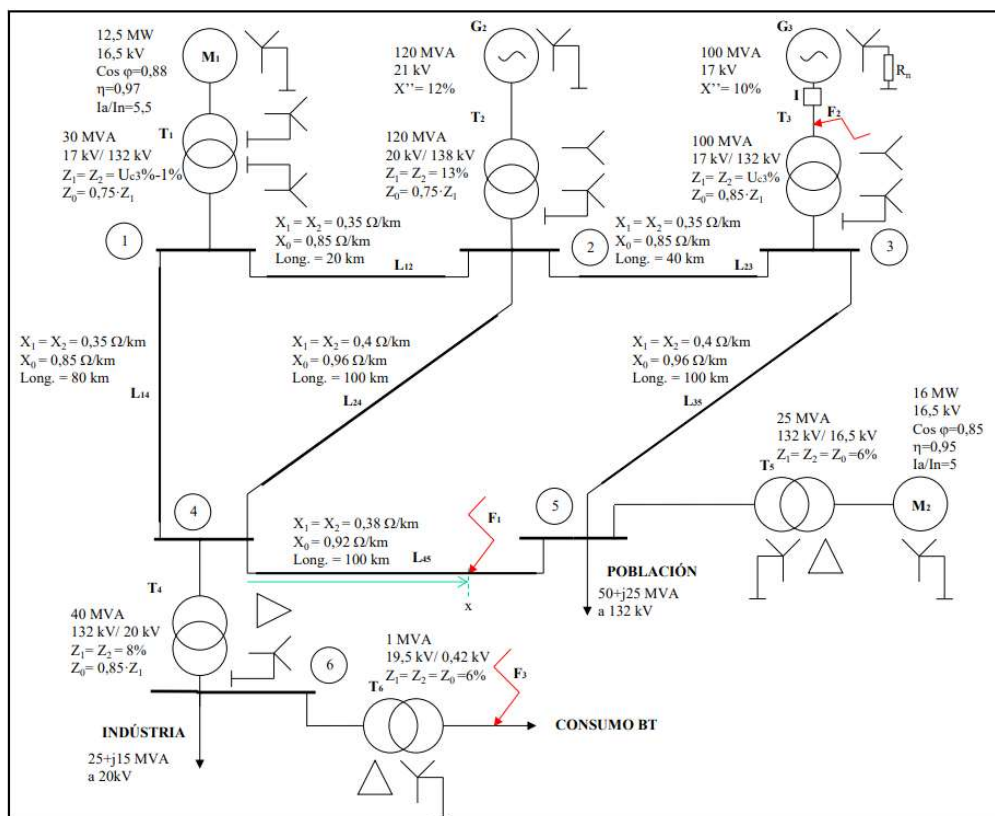 12,5 MW
16,5 kV
Cos φ=0,88
η=0,97
Ia/In=5,5
M1
T1
30 MVA
17 kV/ 132 kV
Z1= Z2 = Uc3%-1%
Z0= 0,75·Z1
G2
120 MVA
21 kV
X’’= 12%
T2
120 MVA
20 kV/ 138 kV
Z1= Z2 = 13%
Z0= 0,75·Z1
G3
100 MVA
17 kV
X’’= 10%
Rn
I
F2
T3
100 MVA
17 kV/ 132 kV
Z1= Z2 = Uc3%
Z0= 0,85·Z1
1
X1 = X2 = 0,35 Ω/km
X0 = 0,85 Ω/km
Long. = 20 km
L12
2
X1 = X2 = 0,35 Ω/km
X0 = 0,85 Ω/km
Long. = 40 km
L23
3
X1 = X2 = 0,35 Ω/km
X0 = 0,85 Ω/km
Long. = 80 km
L14
X1 = X2 = 0,4 Ω/km
X0 = 0,96 Ω/km
Long. = 100 km
L24
X1 = X2 = 0,4 Ω/km
X0 = 0,96 Ω/km
Long. = 100 km
L35
16 MW
16,5 kV
Cos φ=0,85
η=0,95
Ia/In=5
M2
25 MVA
132 kV/ 16,5 kV
Z1= Z2 = Z0 =6%
T5
4
X1 = X2 = 0,38 Ω/km
X0 = 0,92 Ω/km
Long. = 100 km
L45
F1
x
5
POBLACIÓN
50+j25 MVA
a 132 kV
T4
40 MVA
132 kV/ 20 kV
Z1= Z2 = 8%
Z0= 0,85·Z1
6
1 MVA
19,5 kV/ 0,42 kV
Z1= Z2 = Z0 =6%
T6
F3
CONSUMO BT
INDÚSTRIA
25+j15 MVA
a 20kV